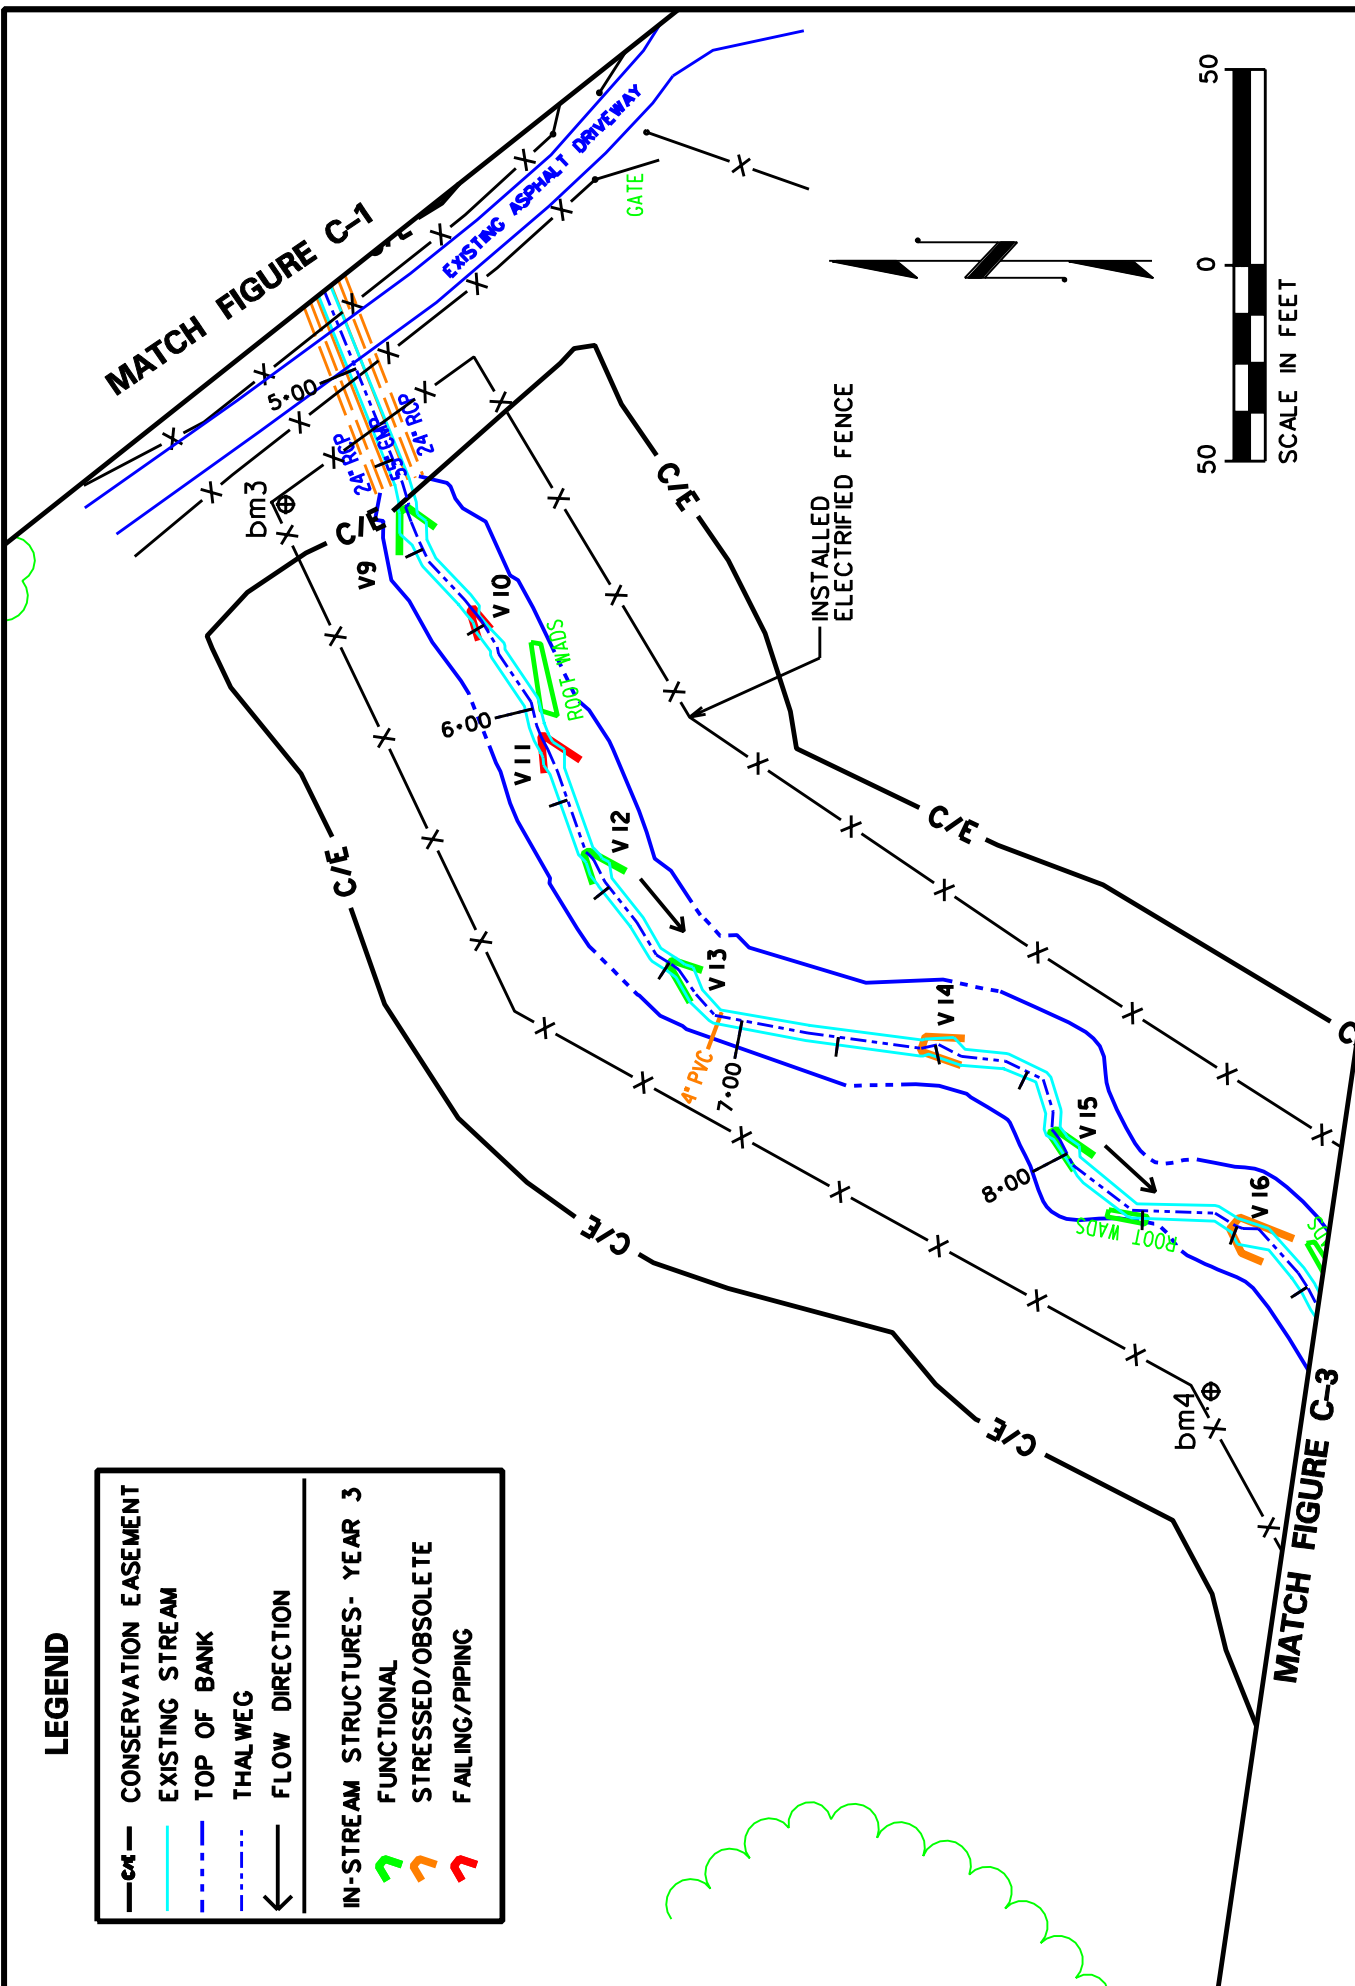 MATCH FIGURE C-1
EXISTING ASPHALT DRIVEWAY
GATE
5+00
24" RCP
55" CMP
24" RCP
bm3
C/E
C/E
V9
V10
ROOT WADS
6+00
V11
V12
V13
4" PVC
7+00
V14
V15
8+00
ROOT WADS
V16
INSTALLED
ELECTRIFIED FENCE
C/E
C/E
C/E
C/E
bm4
MATCH FIGURE C-3
50
0
50
SCALE IN FEET
LEGEND
C/E CONSERVATION EASEMENT
EXISTING STREAM
TOP OF BANK
THALWEG
FLOW DIRECTION
IN-STREAM STRUCTURES- YEAR 3
FUNCTIONAL
STRESSED/OBSOLETE
FAILING/PIPING